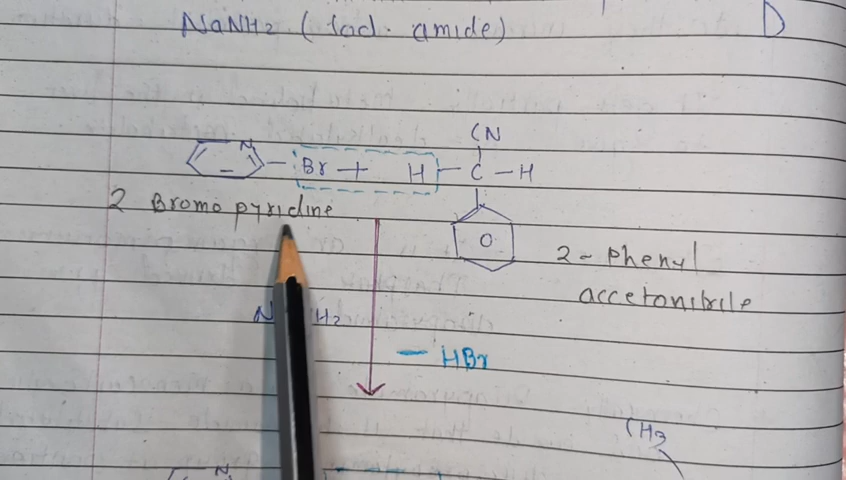 NaNH2 (sod. amide)
D
CN
N
Br + H - C - H
2 Bromo pyridine
2 - phenyl
accetonitrile
- HBr
CH3
N